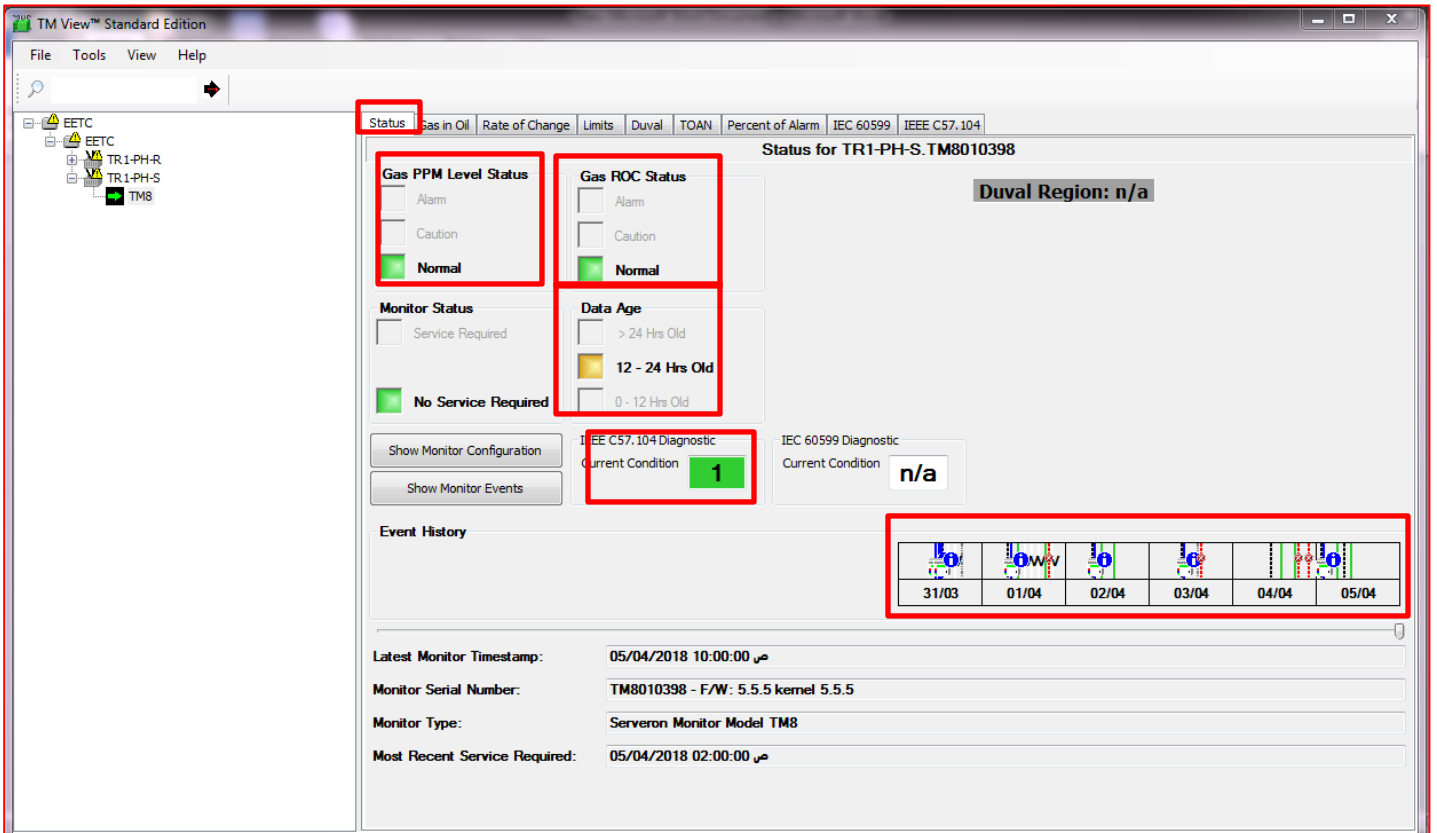 TM View™ Standard Edition
File Tools View Help
EETC
EETC
TR1-PH-R
TR1-PH-S
TM8
Status Gas in Oil Rate of Change Limits Duval TOAN Percent of Alarm IEC 60599 IEEE C57.104
Status for TR1-PH-S.TM8010398
Gas PPM Level Status
Alarm
Caution
Normal
Gas ROC Status
Alarm
Caution
Normal
Duval Region: n/a
Monitor Status
Service Required
No Service Required
Data Age
> 24 Hrs Old
12 - 24 Hrs Old
0 - 12 Hrs Old
Show Monitor Configuration
Show Monitor Events
IEEE C57.104 Diagnostic
Current Condition 1
IEC 60599 Diagnostic
Current Condition n/a
Event History
31/03 01/04 02/04 03/04 04/04 05/04
Latest Monitor Timestamp: 05/04/2018 10:00:00 ص
Monitor Serial Number: TM8010398 - F/W: 5.5.5 kernel 5.5.5
Monitor Type: Serveron Monitor Model TM8
Most Recent Service Required: 05/04/2018 02:00:00 ص